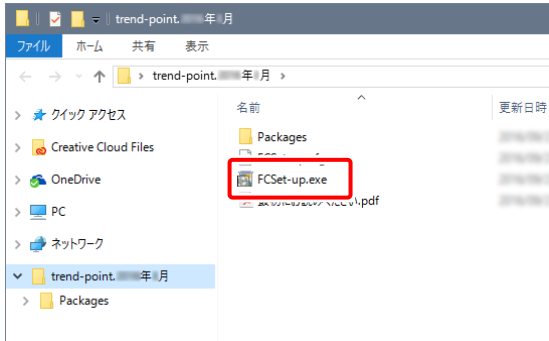 trend-point. 年 月
ファイル ホーム 共有 表示
trend-point. 年 月
名前 更新日時
クイック アクセス
Packages
Creative Cloud Files
OneDrive
FCSet-up.exe
.pdf
PC
ネットワーク
trend-point. 年 月
Packages